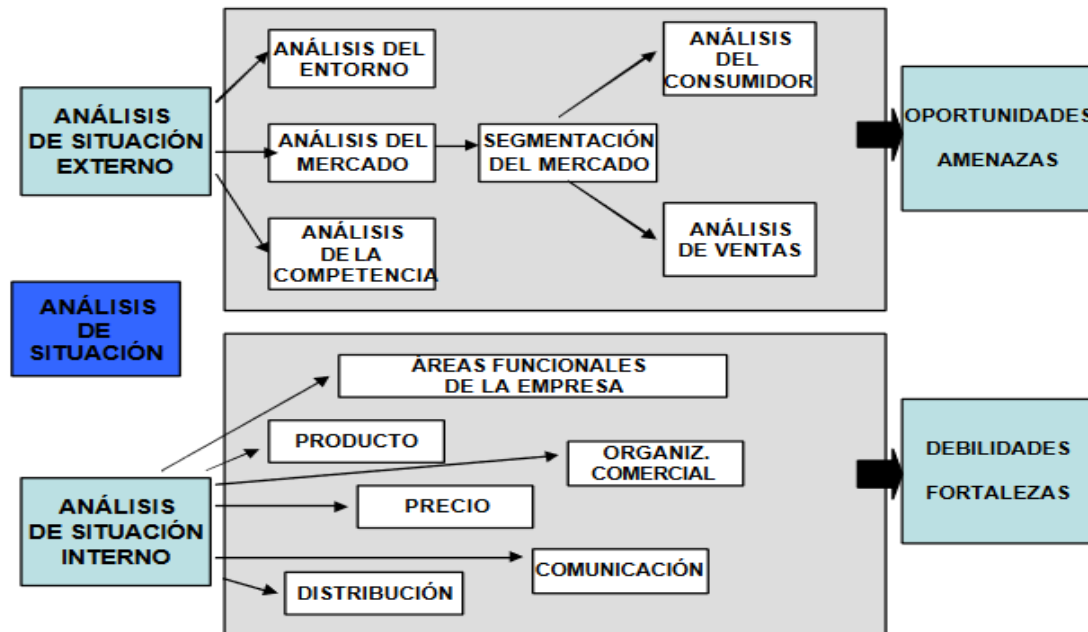 ANÁLISIS
DE SITUACIÓN
EXTERNO
ANÁLISIS DEL
ENTORNO
ANÁLISIS DEL
MERCADO
ANÁLISIS
DE LA
COMPETENCIA
SEGMENTACIÓN
DEL MERCADO
ANÁLISIS
DEL
CONSUMIDOR
ANÁLISIS
DE VENTAS
OPORTUNIDADES
AMENAZAS
ANÁLISIS
DE
SITUACIÓN
ANÁLISIS
DE SITUACIÓN
INTERNO
ÁREAS FUNCIONALES
DE LA EMPRESA
PRODUCTO
ORGANIZ.
COMERCIAL
PRECIO
COMUNICACIÓN
DISTRIBUCIÓN
DEBILIDADES
FORTALEZAS